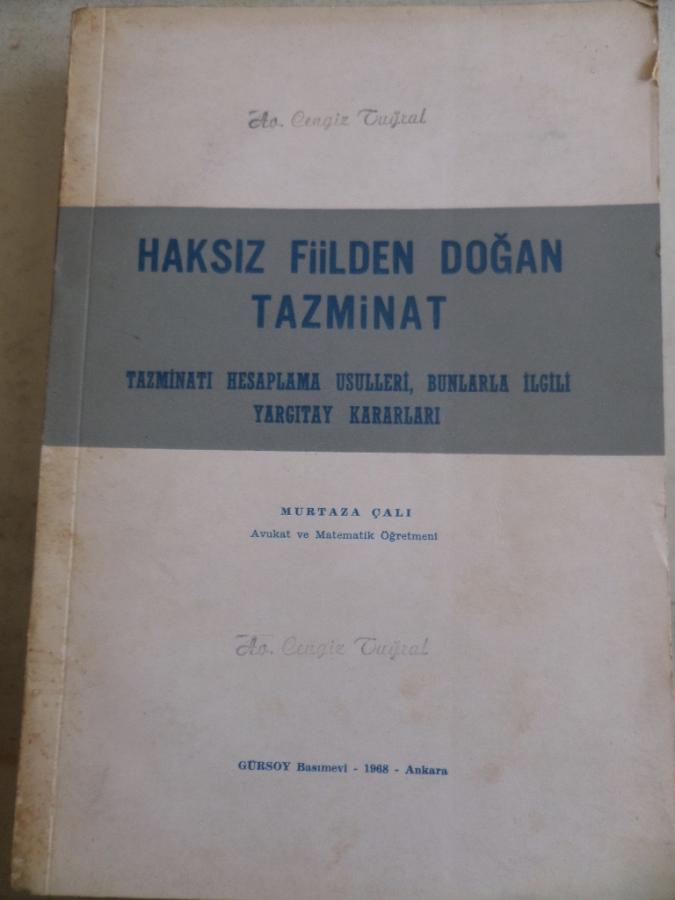 Av. Cengiz Tuğral
HAKSIZ FiiLDEN DOĞAN
TAZMiNAT
TAZMİNATI HESAPLAMA USULLERİ, BUNLARLA İLGİLİ
YARGITAY KARARLARI
MURTAZA ÇALI
Avukat ve Matematik Öğretmeni
Av. Cengiz Tuğral
GÜRSOY Basımevi - 1968 - Ankara